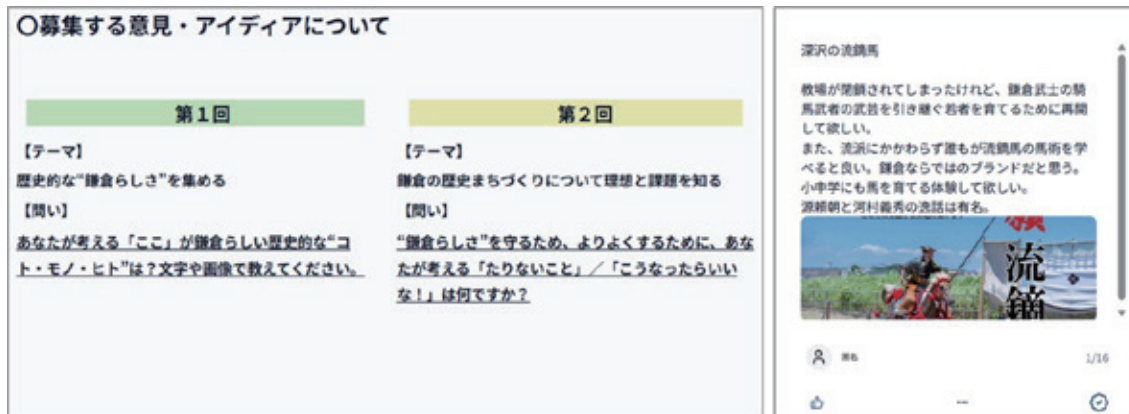 〇募集する意見・アイディアについて
第1回
【テーマ】
歴史的な“鎌倉らしさ”を集める
【問い】
あなたが考える「ここ」が鎌倉らしい歴史的な“コ
ト・モノ・ヒト”は？文字や画像で教えてください。
第2回
【テーマ】
鎌倉の歴史まちづくりについて理想と課題を知る
【問い】
“鎌倉らしさ”を守るため、よりよくするために、あな
たが考える「たりないこと」／「こうなったらいい
な！」は何ですか？
深沢の流鏑馬
教場が閉鎖されてしまったけれど、鎌倉武士の騎
馬武者の武芸を引き継ぐ若者を育てるために再開
して欲しい。
また、流派にかかわらず誰もが流鏑馬の馬術を学
べると良い。鎌倉ならではのブランドだと思う。
小中学にも馬を育てる体験して欲しい。
源頼朝と河村義秀の逸話は有名。
流鏑
匿名
1/16